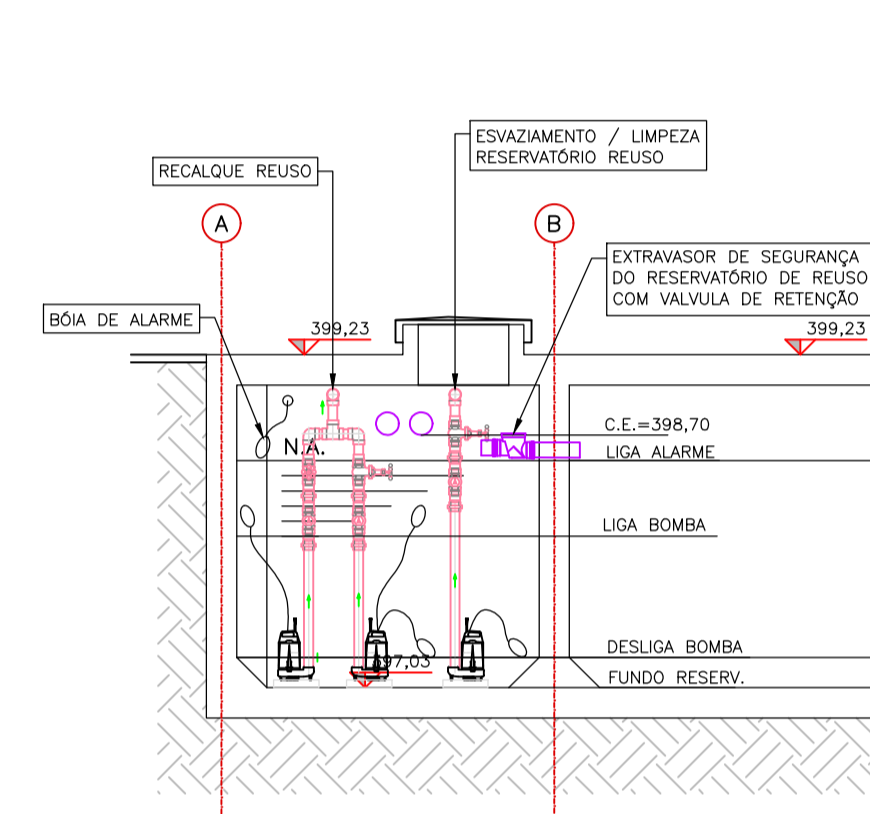 ESVAZIAMENTO / LIMPEZA
RESERVATÓRIO REUSO
RECALQUE REUSO
A
B
EXTRAVASOR DE SEGURANÇA
DO RESERVATÓRIO DE REUSO
COM VALVULA DE RETENÇÃO
BÓIA DE ALARME
399,23
399,23
C.E.=398,70
N.A.
LIGA ALARME
LIGA BOMBA
DESLIGA BOMBA
FUNDO RESERV.